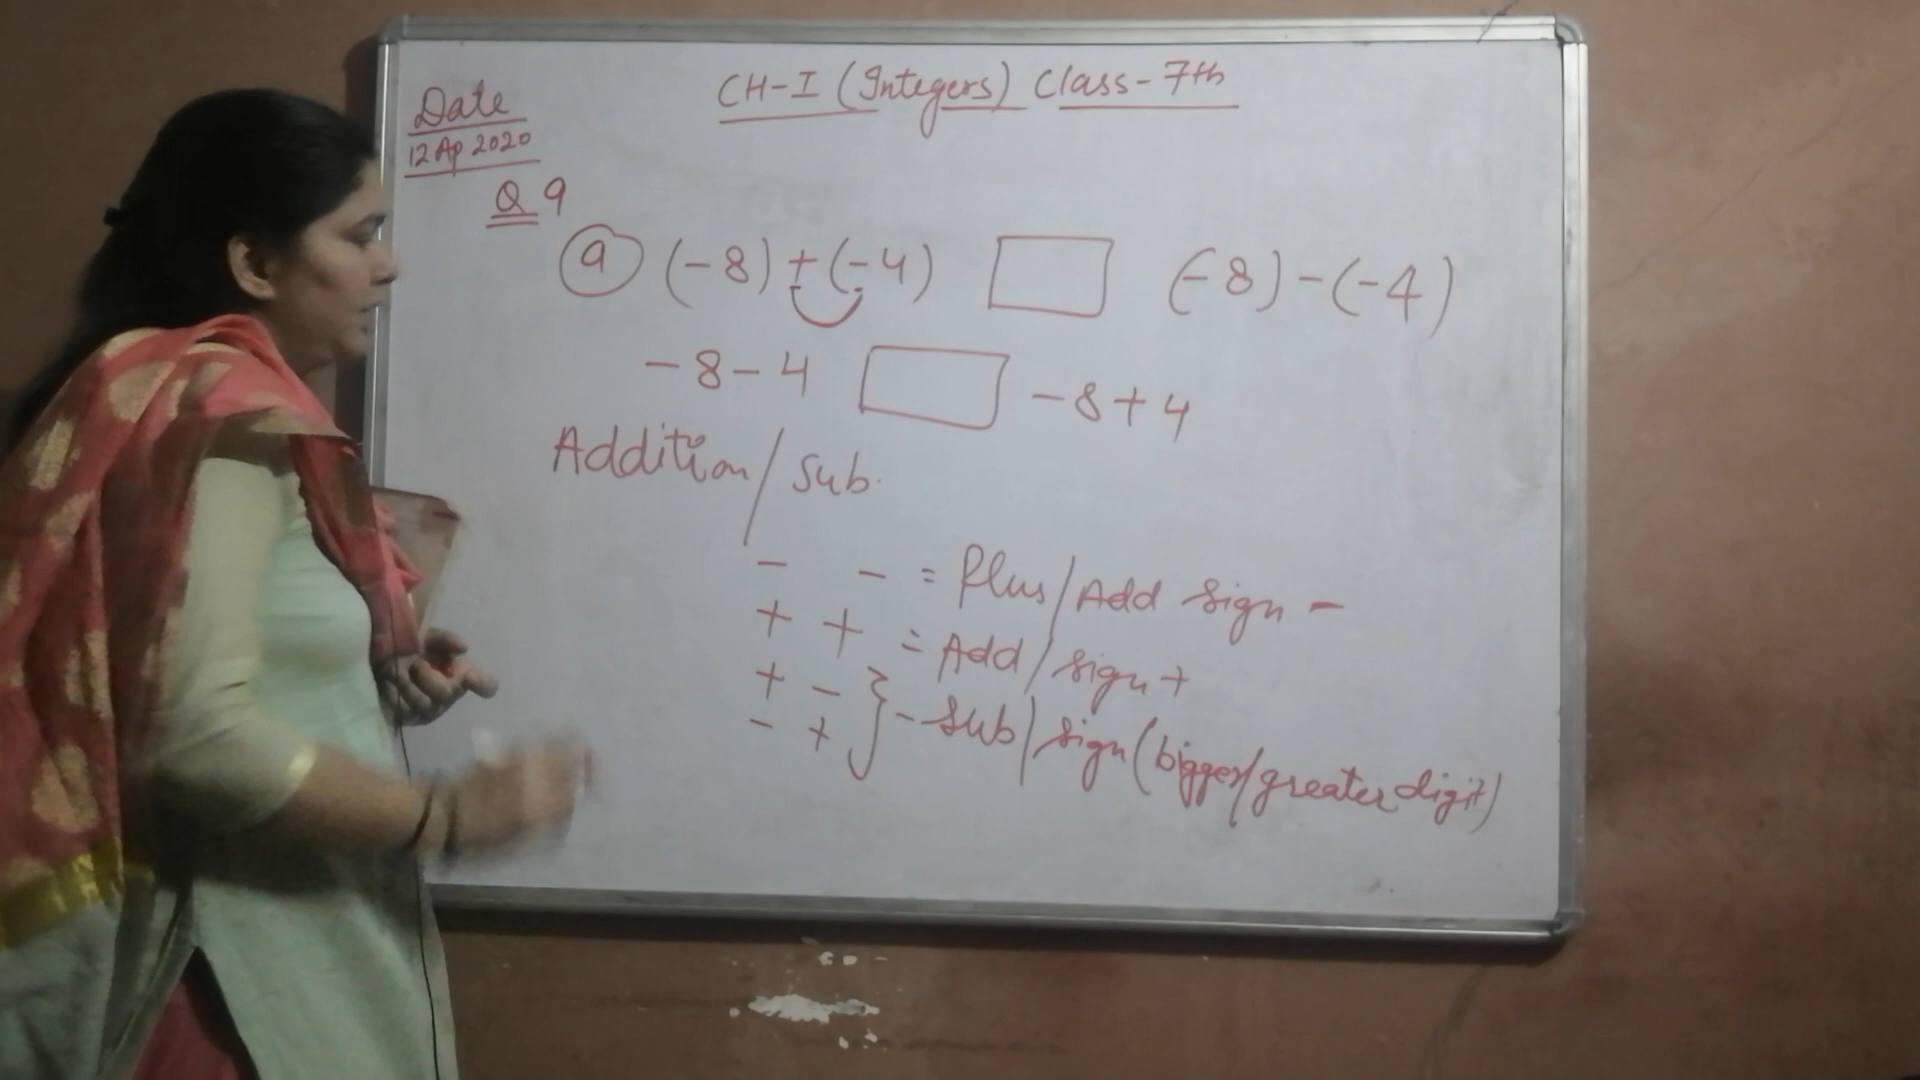 CH-I (Integers) Class-7th
Date
12 Ap 2020
Q 9
a (-8)+(-4) (-8)-(-4)
-8-4 -8+4
Addition/Sub.
- - = Plus/Add Sign -
+ + = Add/Sign +
+ - } - Sub/sign (bigger/greater digit)
- +